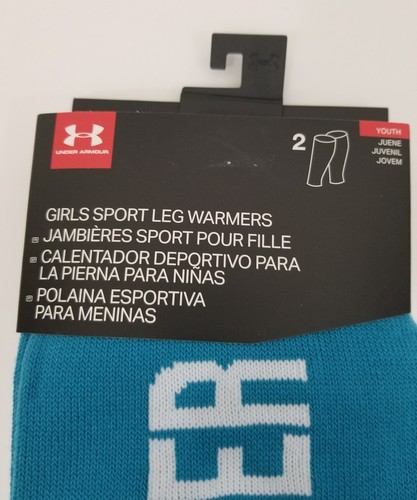 UNDER ARMOUR
2
YOUTH
JUENE
JUVENIL
JOVEM
GIRLS SPORT LEG WARMERS
JAMBIÈRES SPORT POUR FILLE
CALENTADOR DEPORTIVO PARA
LA PIERNA PARA NIÑAS
POLAINA ESPORTIVA
PARA MENINAS
ER